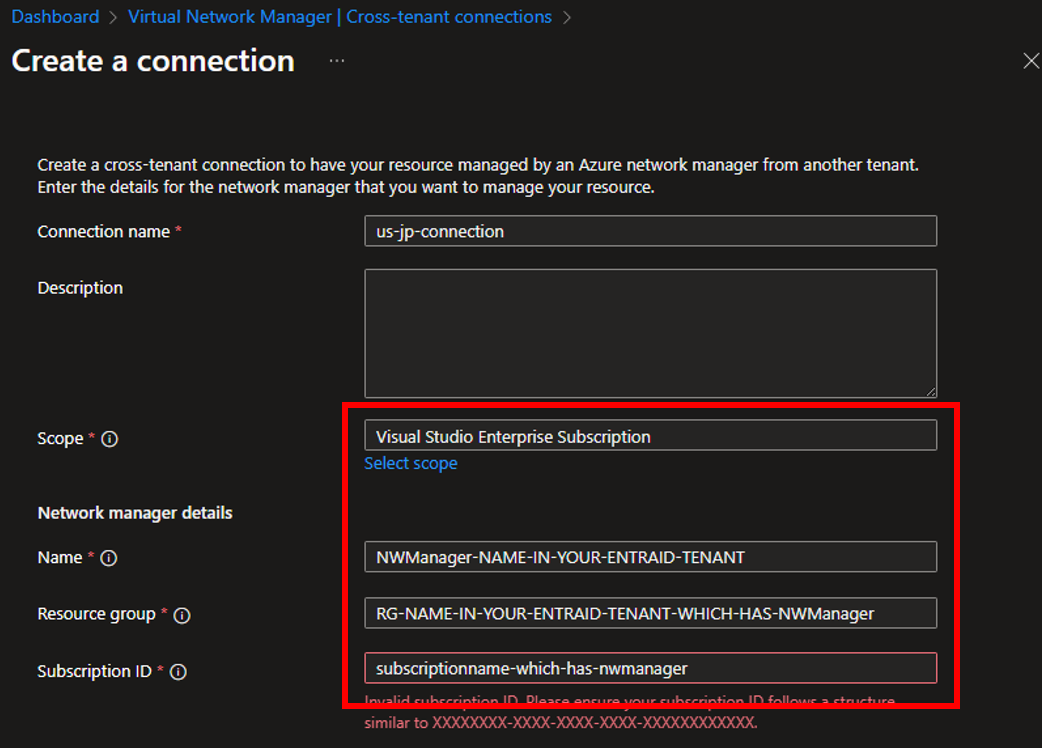 Dashboard > Virtual Network Manager | Cross-tenant connections >
Create a connection ...
Create a cross-tenant connection to have your resource managed by an Azure network manager from another tenant.
Enter the details for the network manager that you want to manage your resource.
Connection name * us-jp-connection
Description
Scope * Visual Studio Enterprise Subscription
Select scope
Network manager details
Name * NWManager-NAME-IN-YOUR-ENTRAID-TENANT
Resource group * RG-NAME-IN-YOUR-ENTRAID-TENANT-WHICH-HAS-NWManager
Subscription ID * subscriptionname-which-has-nwmanager
Invalid subscription ID. Please ensure your subscription ID follows a structure
similar to XXXXXXXX-XXXX-XXXX-XXXX-XXXXXXXXXXXX.